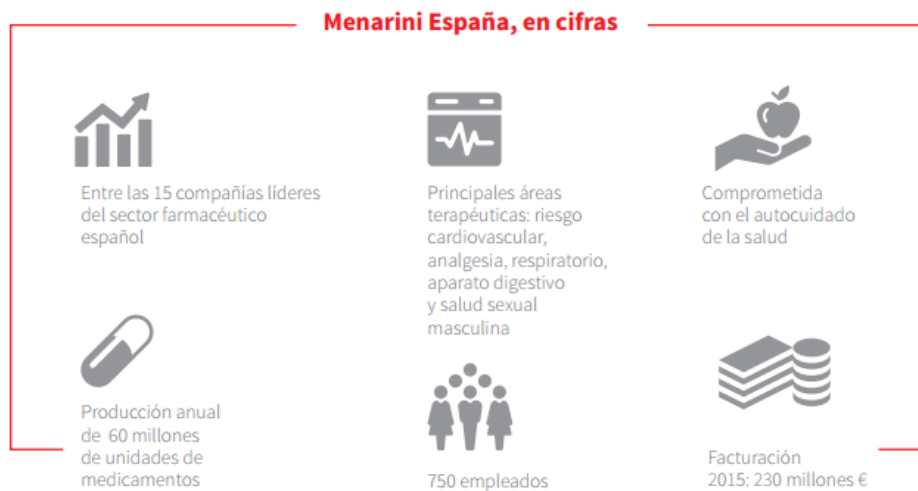 Menarini España, en cifras
Entre las 15 compañías líderes
del sector farmacéutico
español
Principales áreas
terapéuticas: riesgo
cardiovascular,
analgesia, respiratorio,
aparato digestivo
y salud sexual
masculina
Comprometida
con el autocuidado
de la salud
Producción anual
de 60 millones
de unidades de
medicamentos
750 empleados
Facturación
2015: 230 millones €